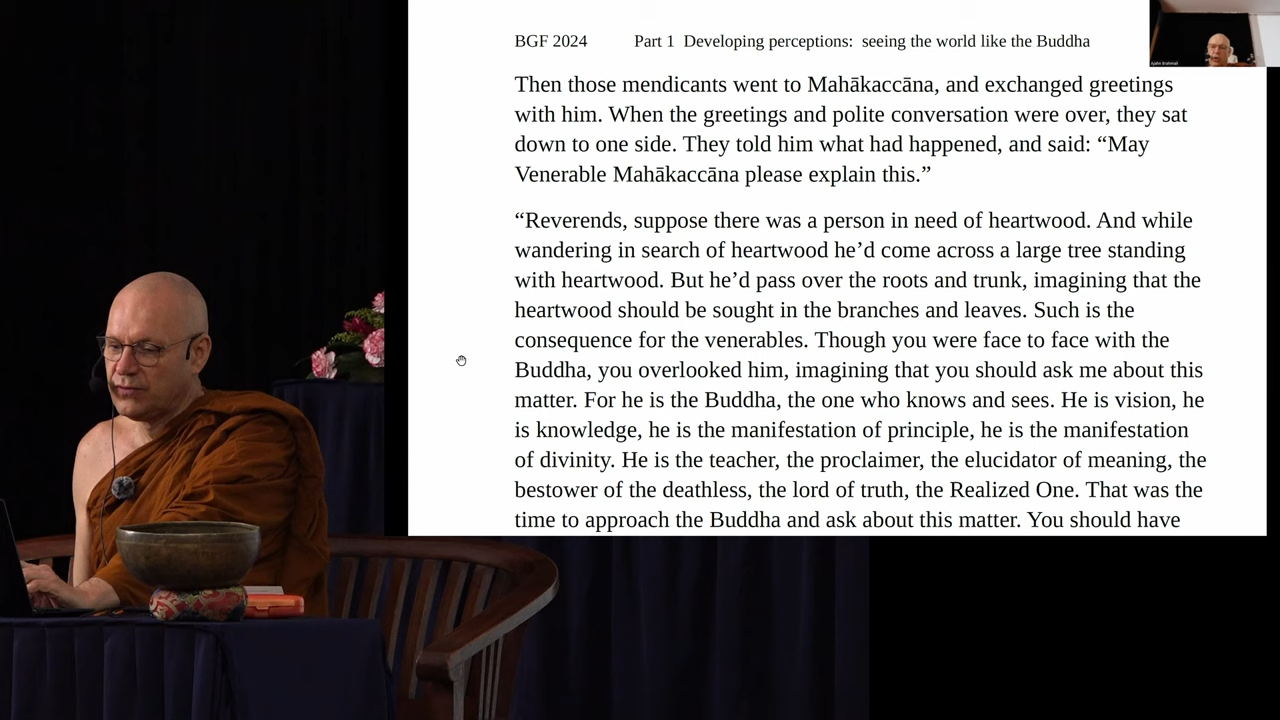 BGF 2024 Part 1 Developing perceptions: seeing the world like the Buddha
Then those mendicants went to Mahākaccāna, and exchanged greetings
with him. When the greetings and polite conversation were over, they sat
down to one side. They told him what had happened, and said: “May
Venerable Mahākaccāna please explain this.”
“Reverends, suppose there was a person in need of heartwood. And while
wandering in search of heartwood he’d come across a large tree standing
with heartwood. But he’d pass over the roots and trunk, imagining that the
heartwood should be sought in the branches and leaves. Such is the
consequence for the venerables. Though you were face to face with the
Buddha, you overlooked him, imagining that you should ask me about this
matter. For he is the Buddha, the one who knows and sees. He is vision, he
is knowledge, he is the manifestation of principle, he is the manifestation
of divinity. He is the teacher, the proclaimer, the elucidator of meaning, the
bestower of the deathless, the lord of truth, the Realized One. That was the
time to approach the Buddha and ask about this matter. You should have
Ajahn Brahmali